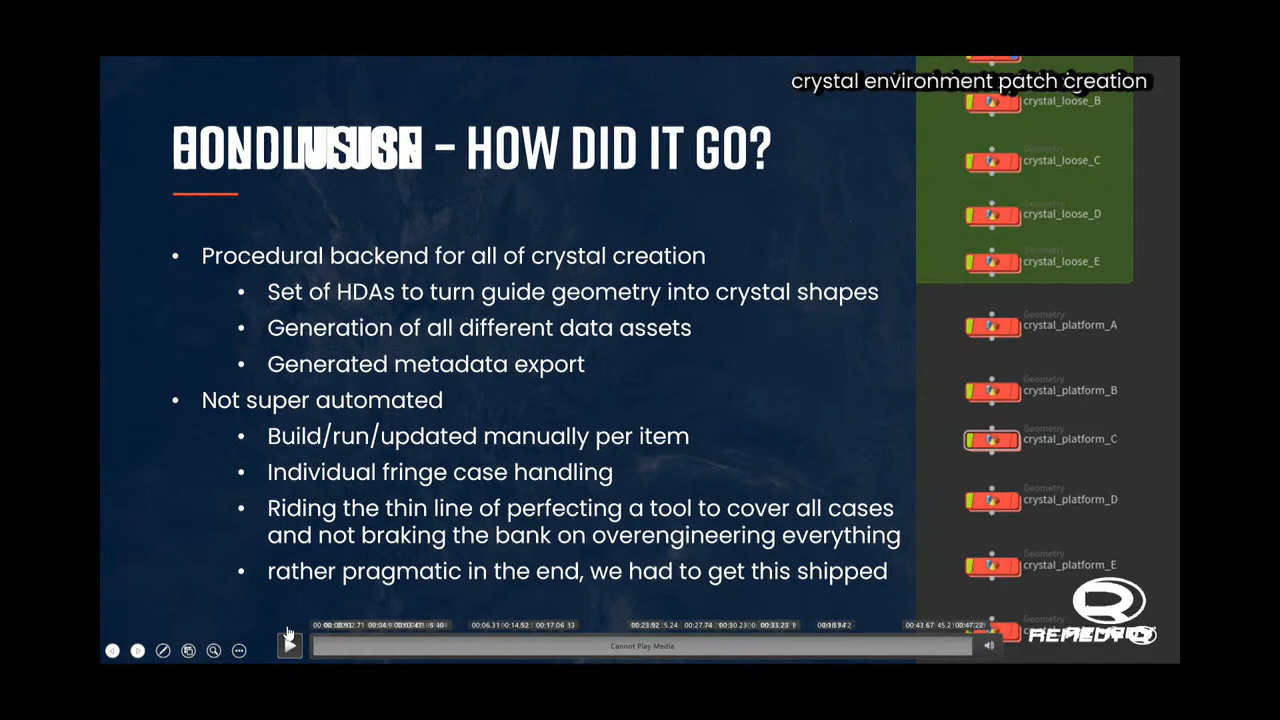 crystal environment patch creation
– HOW DID IT GO?
• Procedural backend for all of crystal creation
• Set of HDAs to turn guide geometry into crystal shapes
• Generation of all different data assets
• Generated metadata export
• Not super automated
• Build/run/updated manually per item
• Individual fringe case handling
• Riding the thin line of perfecting a tool to cover all cases
and not braking the bank on overengineering everything
• rather pragmatic in the end, we had to get this shipped
crystal_loose_B
Geometry
crystal_loose_C
Geometry
crystal_loose_D
Geometry
crystal_loose_E
Geometry
crystal_platform_A
Geometry
crystal_platform_B
Geometry
crystal_platform_C
Geometry
crystal_platform_D
Geometry
crystal_platform_E
REMEDY
Cannot Play Media